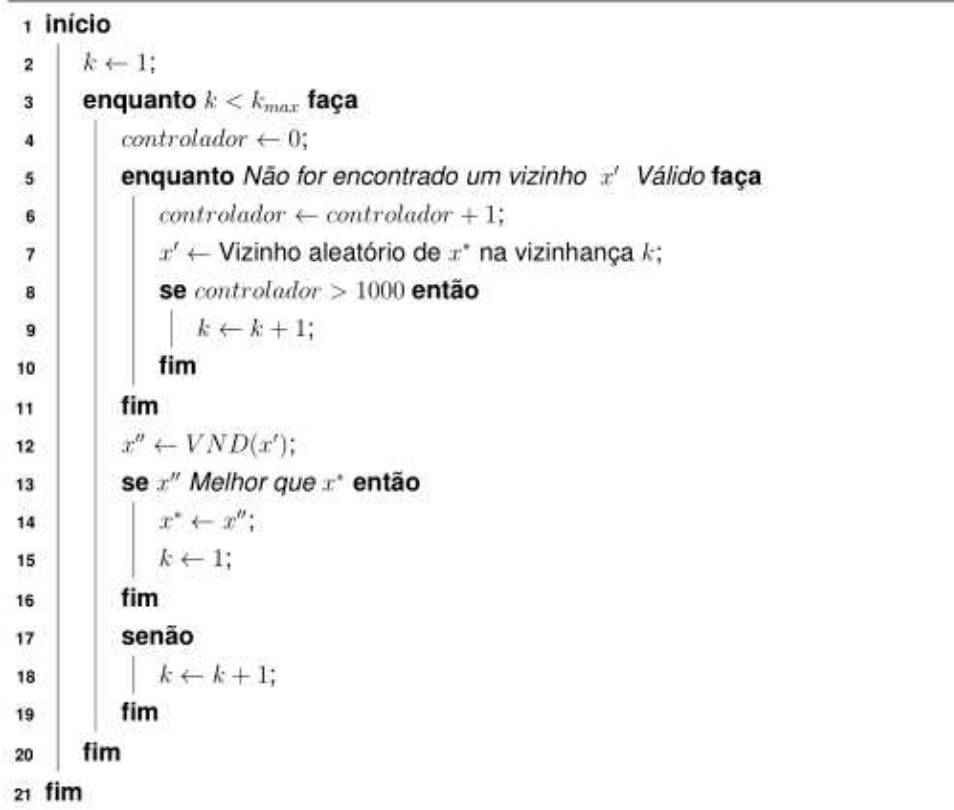 1 início
2 k ← 1;
3 enquanto k < kmax faça
4 controlador ← 0;
5 enquanto Não for encontrado um vizinho x′ Válido faça
6 controlador ← controlador + 1;
7 x′ ← Vizinho aleatório de x* na vizinhança k;
8 se controlador > 1000 então
9 k ← k + 1;
10 fim
11 fim
12 x″ ← VND(x′);
13 se x″ Melhor que x* então
14 x* ← x″;
15 k ← 1;
16 fim
17 senão
18 k ← k + 1;
19 fim
20 fim
21 fim